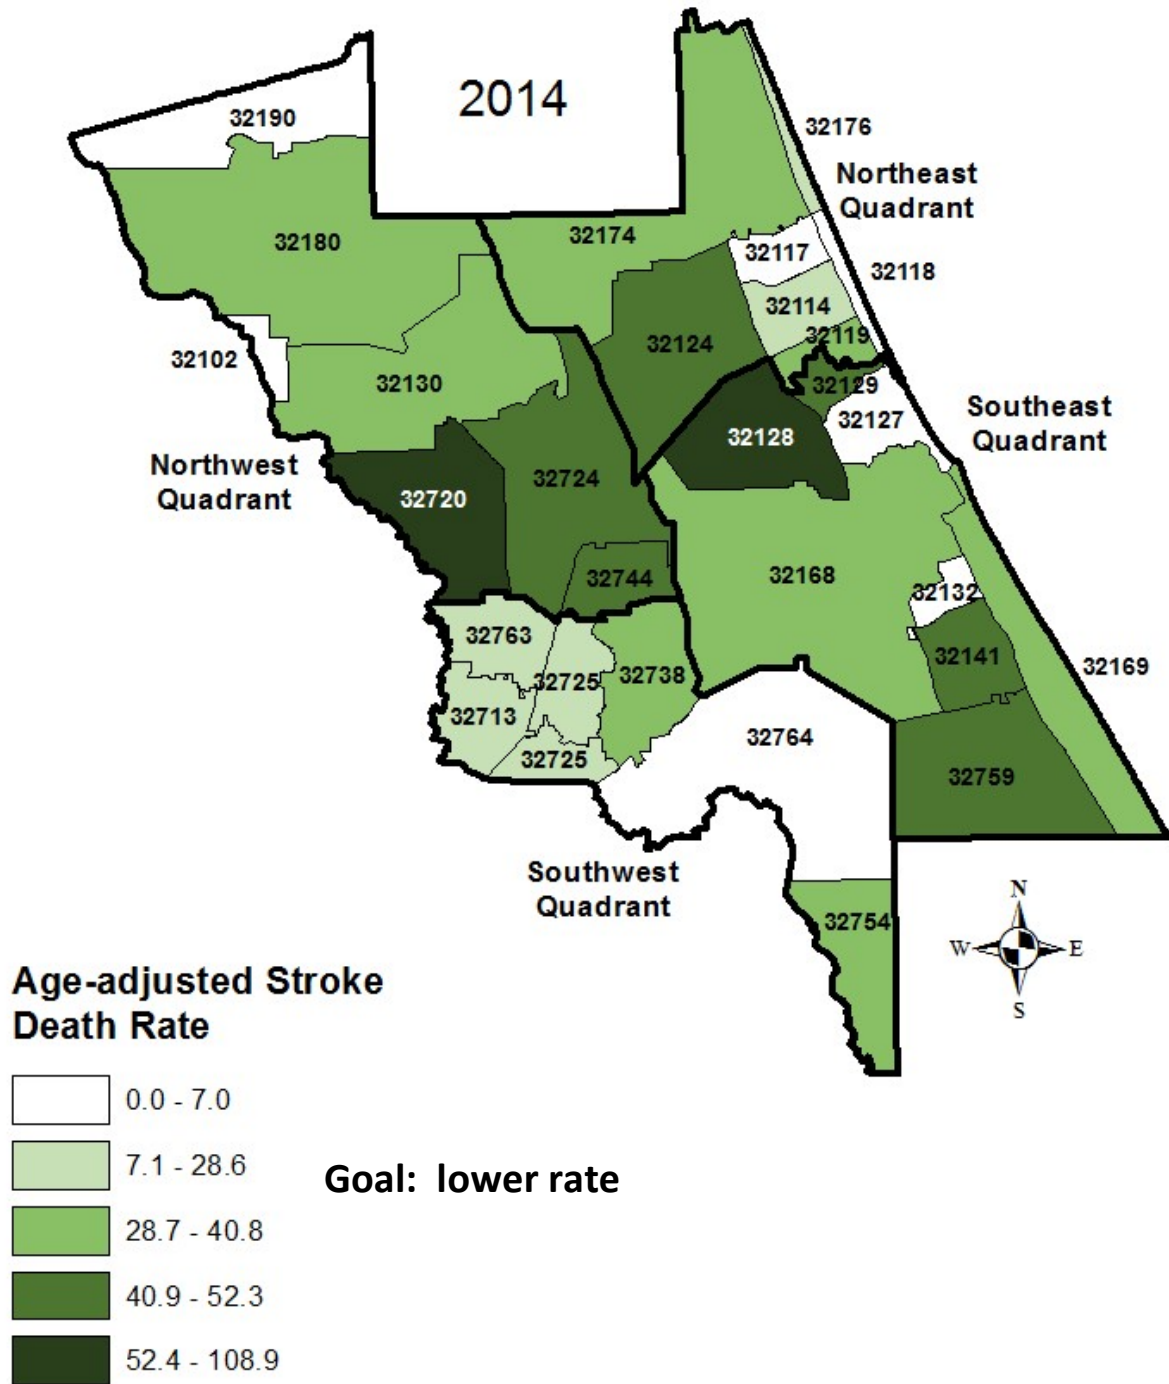 2014
32190
32176
Northeast
Quadrant
32180
32174
32117
32118
32114
32119
32124
32102
32130
32129
32127
Southeast
Quadrant
32128
Northwest
Quadrant
32724
32720
32168
32744
32132
32763
32141
32169
32725
32738
32713
32764
32725
32759
Southwest
Quadrant
32754
N
W
E
S
Age-adjusted Stroke
Death Rate
0.0 - 7.0
7.1 - 28.6
Goal: lower rate
28.7 - 40.8
40.9 - 52.3
52.4 - 108.9